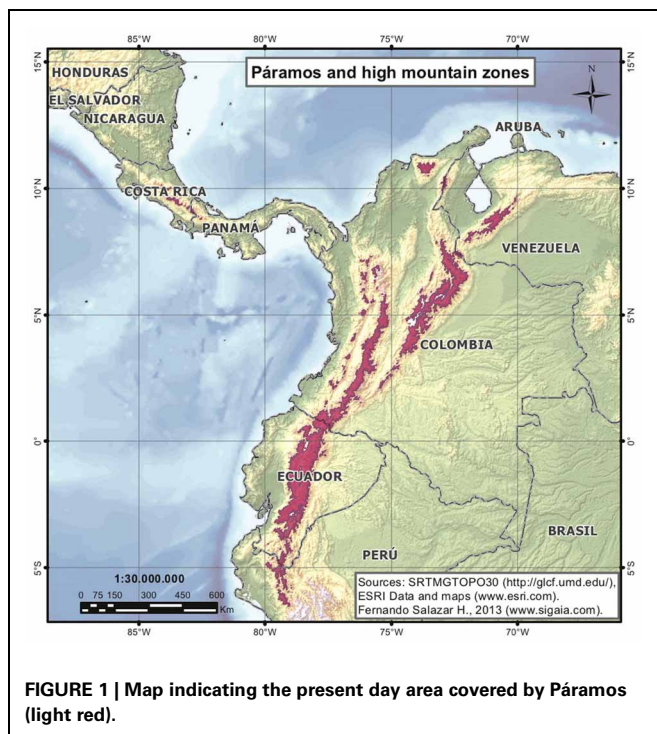 85°W 80°W 75°W 70°W
15°N 15°N
Páramos and high mountain zones
N
HONDURAS
EL SALVADOR
NICARAGUA
ARUBA
10°N 10°N
COSTA RICA
PANAMÁ
VENEZUELA
5°N 5°N
COLOMBIA
0° 0°
ECUADOR
BRASIL
PERÚ
5°S 5°S
1:30.000.000
0 75 150 300 450 600
Km
Sources: SRTMGTOPO30 (http://glcf.umd.edu/),
ESRI Data and maps (www.esri.com).
Fernando Salazar H., 2013 (www.sigaia.com).
85°W 80°W 75°W 70°W
FIGURE 1 | Map indicating the present day area covered by Páramos
(light red).